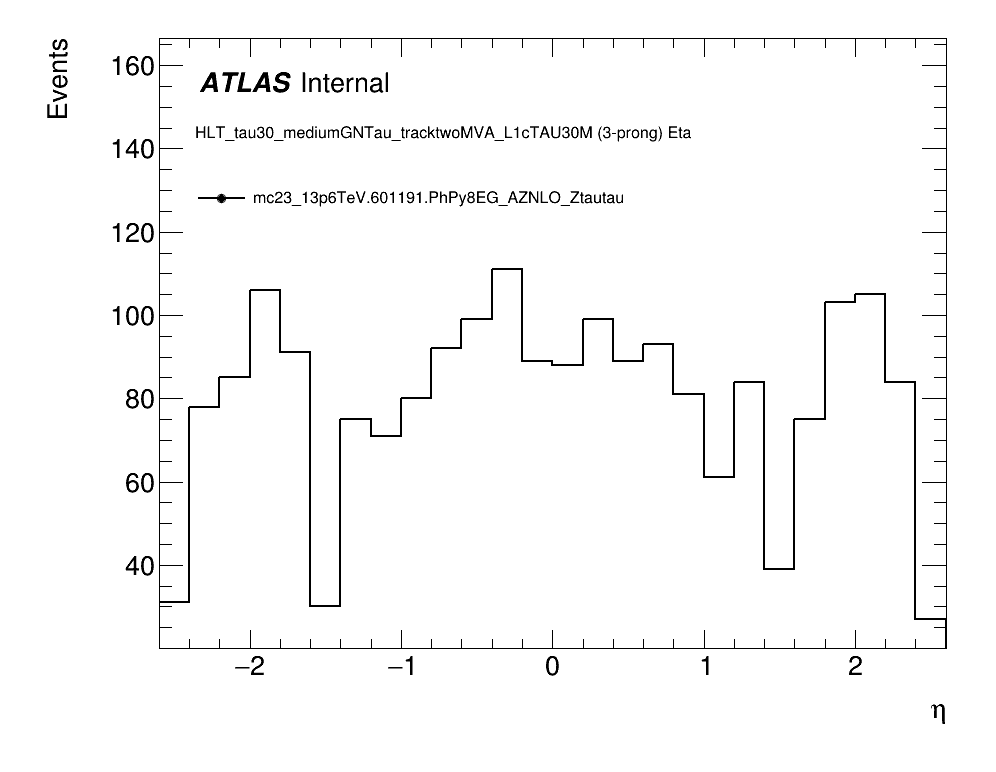 Events
160
140
120
100
80
60
40
ATLAS Internal
HLT_tau30_mediumGNTau_tracktwoMVA_L1cTAU30M (3-prong) Eta
mc23_13p6TeV.601191.PhPy8EG_AZNLO_Ztautau
−2 −1 0 1 2
η